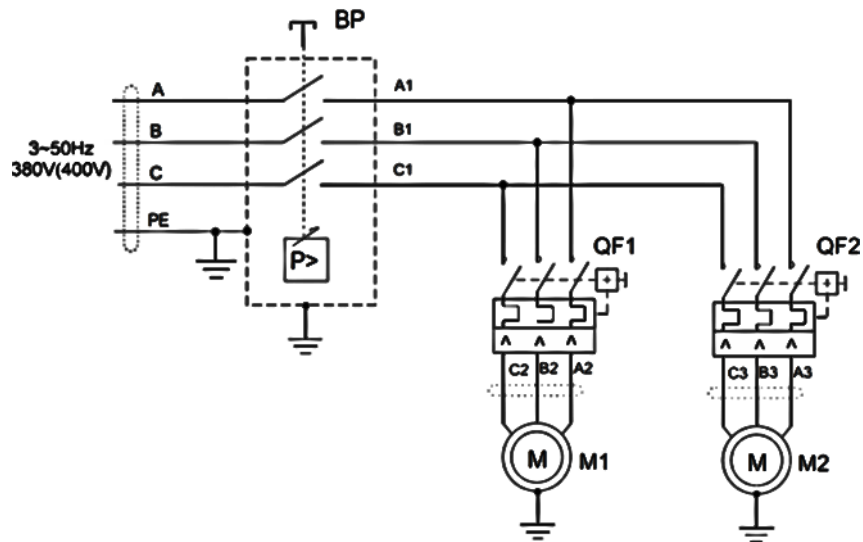 BP
A
A1
B
B1
3~50Hz
380V(400V)
C
C1
PE
P>
QF1
QF2
C2
B2
A2
C3
B3
A3
M
M1
M
M2